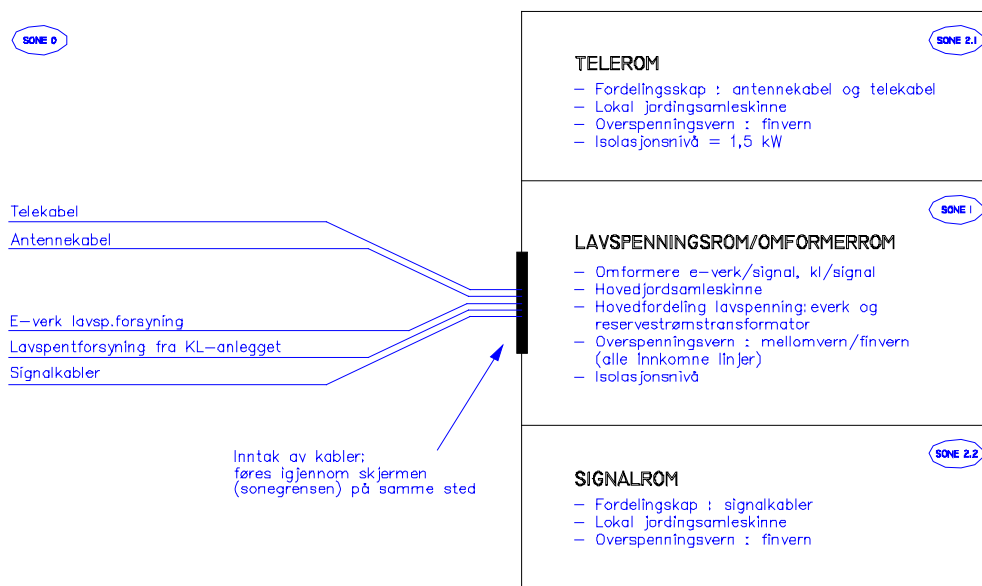 SONE 0
Telekabel
Antennekabel
E-verk lavsp.forsyning
Lavspentforsyning fra KL-anlegget
Signalkabler
Inntak av kabler:
føres igjennom skjermen
(sonegrensen) på samme sted
SONE 2.1
TELEROM
- Fordelingsskap : antennekabel og telekabel
- Lokal jordingsamleskinne
- Overspenningsvern : finvern
- Isolasjonsnivå = 1,5 kW
SONE 1
LAVSPENNINGSROM/OMFORMERROM
- Omformere e-verk/signal, kl/signal
- Hovedjordsamleskinne
- Hovedfordeling lavspenning: everk og
reservestrømstransformator
- Overspenningsvern : mellomvern/finvern
(alle innkomne linjer)
- Isolasjonsnivå
SONE 2.2
SIGNALROM
- Fordelingskap : signalkabler
- Lokal jordingsamleskinne
- Overspenningsvern : finvern